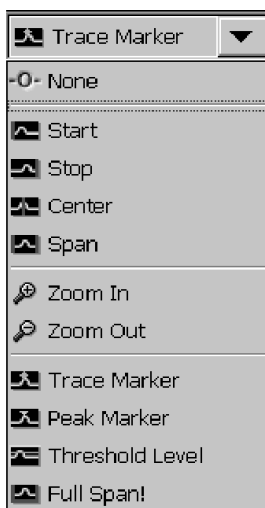 Trace Marker
-0- None
Start
Stop
Center
Span
Zoom In
Zoom Out
Trace Marker
Peak Marker
Threshold Level
Full Span!